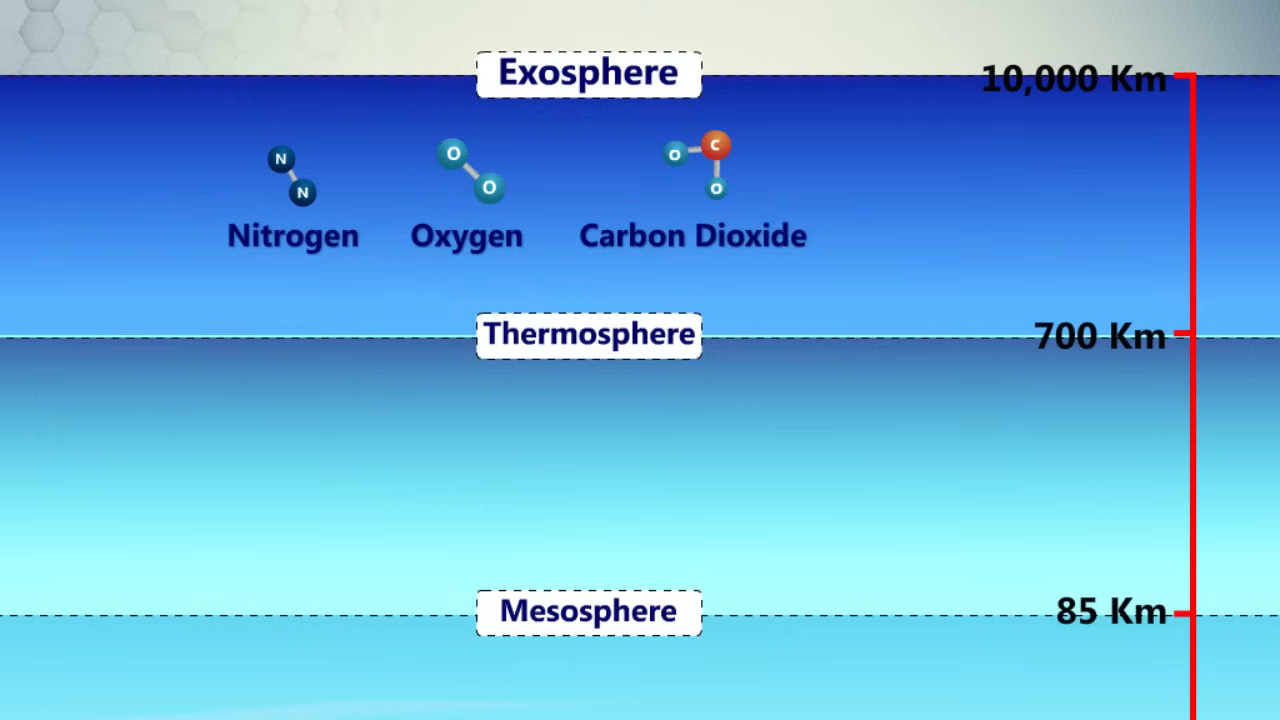 Exosphere
10,000 Km
N
N
O
O
O
C
O
Nitrogen
Oxygen
Carbon Dioxide
Thermosphere
700 Km
Mesosphere
85 Km